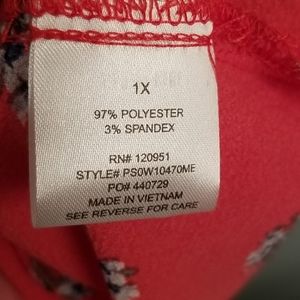 1X
97% POLYESTER
3% SPANDEX
RN# 120951
STYLE# PS0W10470ME
PO# 440729
MADE IN VIETNAM
SEE REVERSE FOR CARE